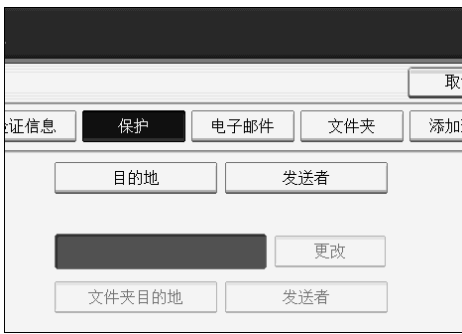 取
证信息 保护 电子邮件 文件夹 添加
目的地 发送者
更改
文件夹目的地 发送者